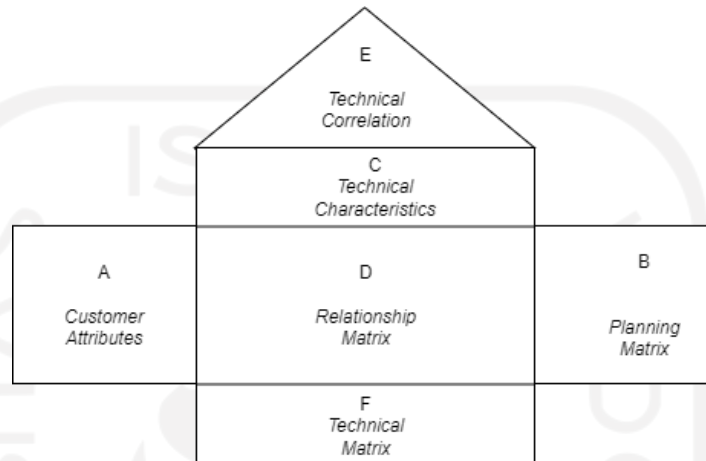 E
Technical
Correlation
C
Technical
Characteristics
A
Customer
Attributes
D
Relationship
Matrix
B
Planning
Matrix
F
Technical
Matrix